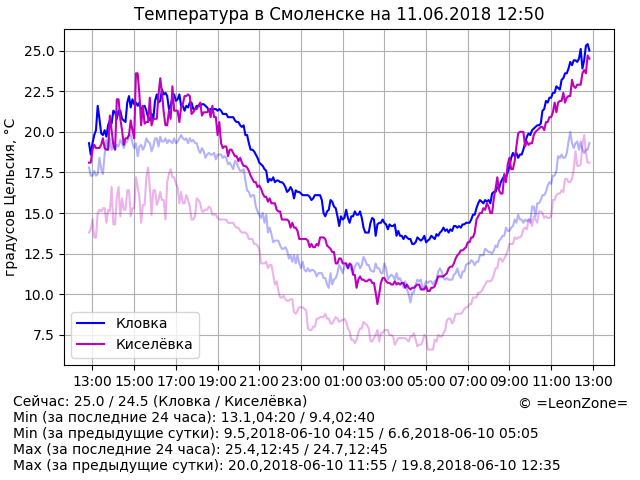 Температура в Смоленске на 11.06.2018 12:50
градусов Цельсия, °C
25.0
22.5
20.0
17.5
15.0
12.5
10.0
7.5
Кловка
Киселёвка
13:00 15:00 17:00 19:00 21:00 23:00 01:00 03:00 05:00 07:00 09:00 11:00 13:00
Сейчас: 25.0 / 24.5 (Кловка / Киселёвка)
© =LeonZone=
Min (за последние 24 часа): 13.1,04:20 / 9.4,02:40
Min (за предыдущие сутки): 9.5,2018-06-10 04:15 / 6.6,2018-06-10 05:05
Max (за последние 24 часа): 25.4,12:45 / 24.7,12:45
Max (за предыдущие сутки): 20.0,2018-06-10 11:55 / 19.8,2018-06-10 12:35